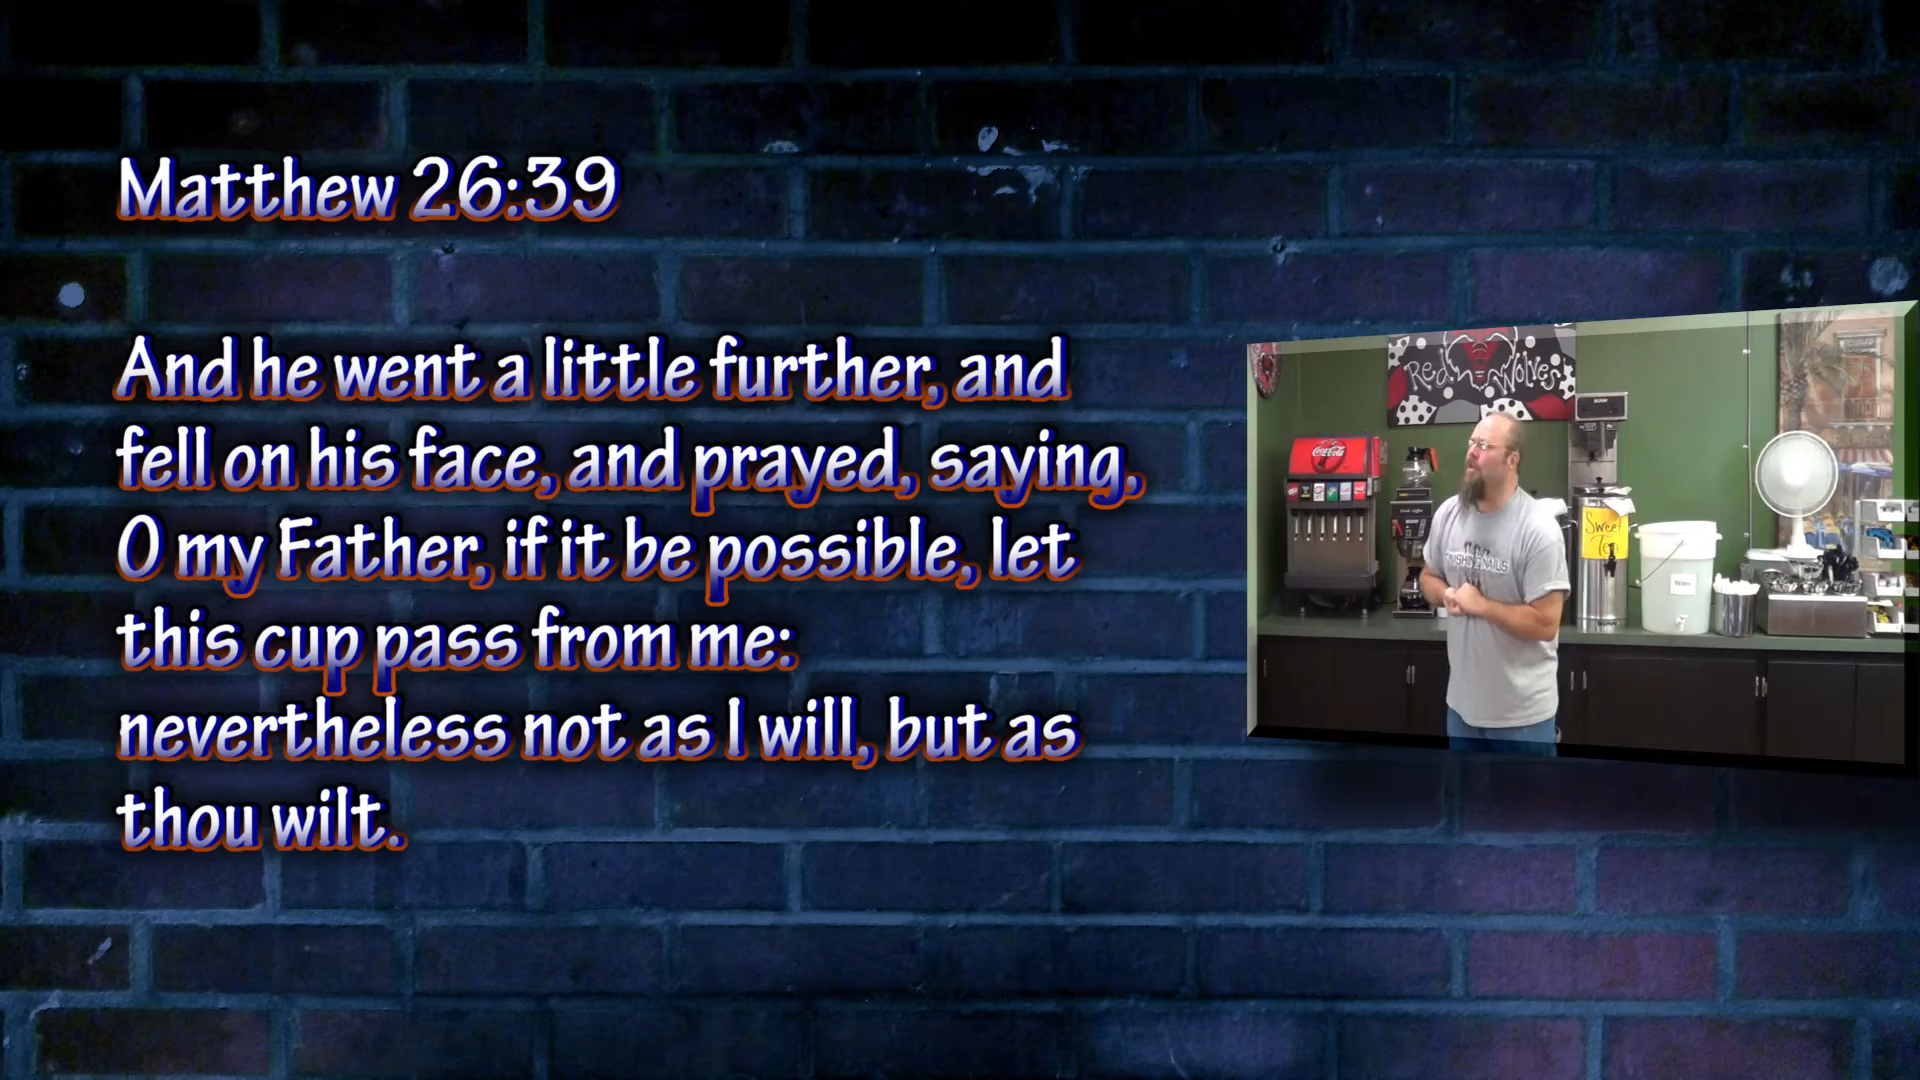 Matthew 26:39
And he went a little further, and
fell on his face, and prayed, saying,
O my Father, if it be possible, let
this cup pass from me:
nevertheless not as I will, but as
thou wilt.
Red Wolves
BUNN
Coca-Cola
Sweet
Tea
Water